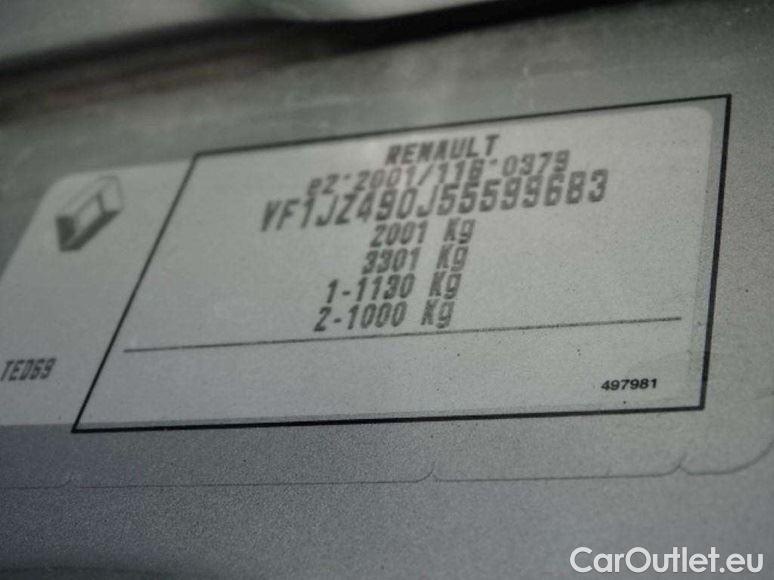 RENAULT
e2*2001/116*0379
VF1JZ490J55599683
2001 Kg
3301 Kg
1-1130 Kg
2-1000 Kg
TED69
497981
CarOutlet.eu